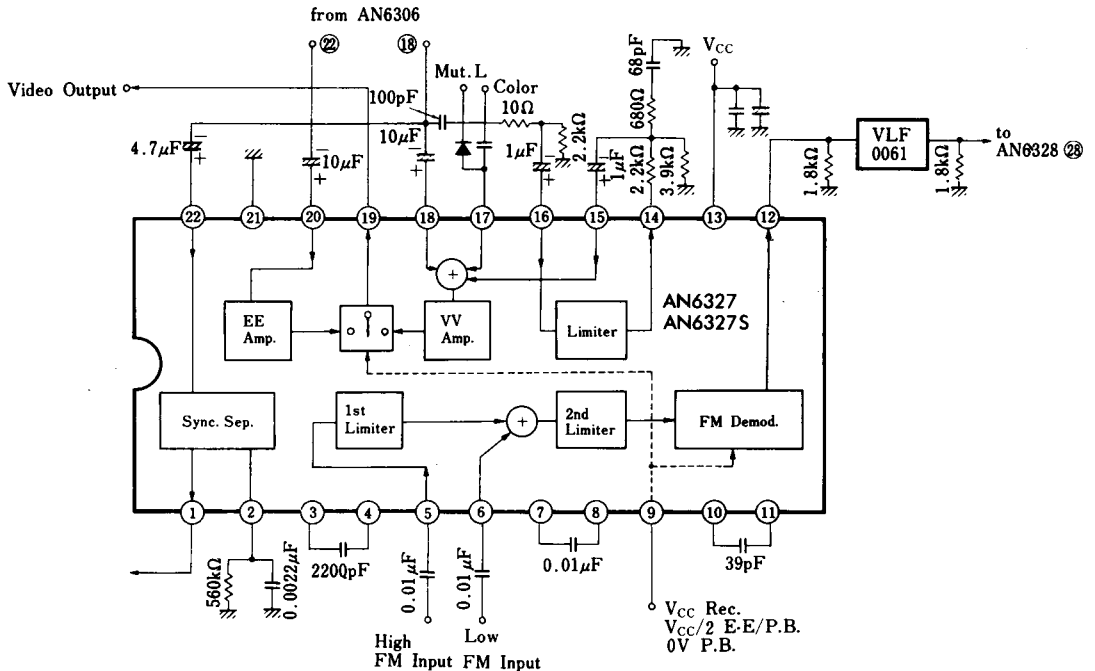 from AN6306
㉒
⑱
Video Output
Mut. L
Color
VCC
100pF
10Ω
68pF
680Ω
2.2kΩ
4.7μF
10μF
10μF
1μF
1μF
2.2kΩ
3.9kΩ
1.8kΩ
VLF
0061
1.8kΩ
to
AN6328 ㉘
22
21
20
19
18
17
16
15
14
13
12
AN6327
AN6327S
EE
Amp.
VV
Amp.
Limiter
Sync. Sep.
1st
Limiter
2nd
Limiter
FM Demod.
1
2
3
4
5
6
7
8
9
10
11
560kΩ
0.0022μF
2200pF
0.01μF
0.01μF
0.01μF
39pF
High
FM Input
Low
FM Input
VCC Rec.
VCC/2 E-E/P.B.
0V P.B.